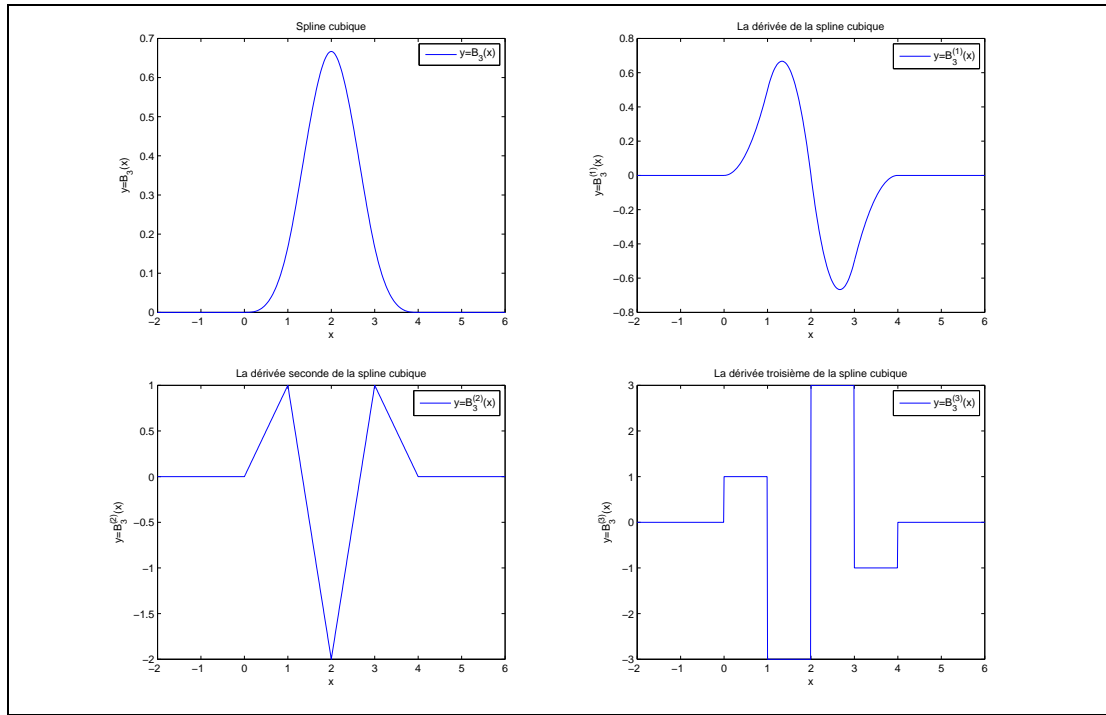 Spline cubique
y=B3(x)
0.7
0.6
0.5
0.4
0.3
0.2
0.1
0
y=B3(x)
−2 −1 0 1 2 3 4 5 6
x
La dérivée de la spline cubique
y=B3(1)(x)
0.8
0.6
0.4
0.2
0
−0.2
−0.4
−0.6
−0.8
y=B3(1)(x)
−2 −1 0 1 2 3 4 5 6
x
La dérivée seconde de la spline cubique
y=B3(2)(x)
1
0.5
0
−0.5
−1
−1.5
−2
y=B3(2)(x)
−2 −1 0 1 2 3 4 5 6
x
La dérivée troisième de la spline cubique
y=B3(3)(x)
3
2
1
0
−1
−2
−3
y=B3(3)(x)
−2 −1 0 1 2 3 4 5 6
x